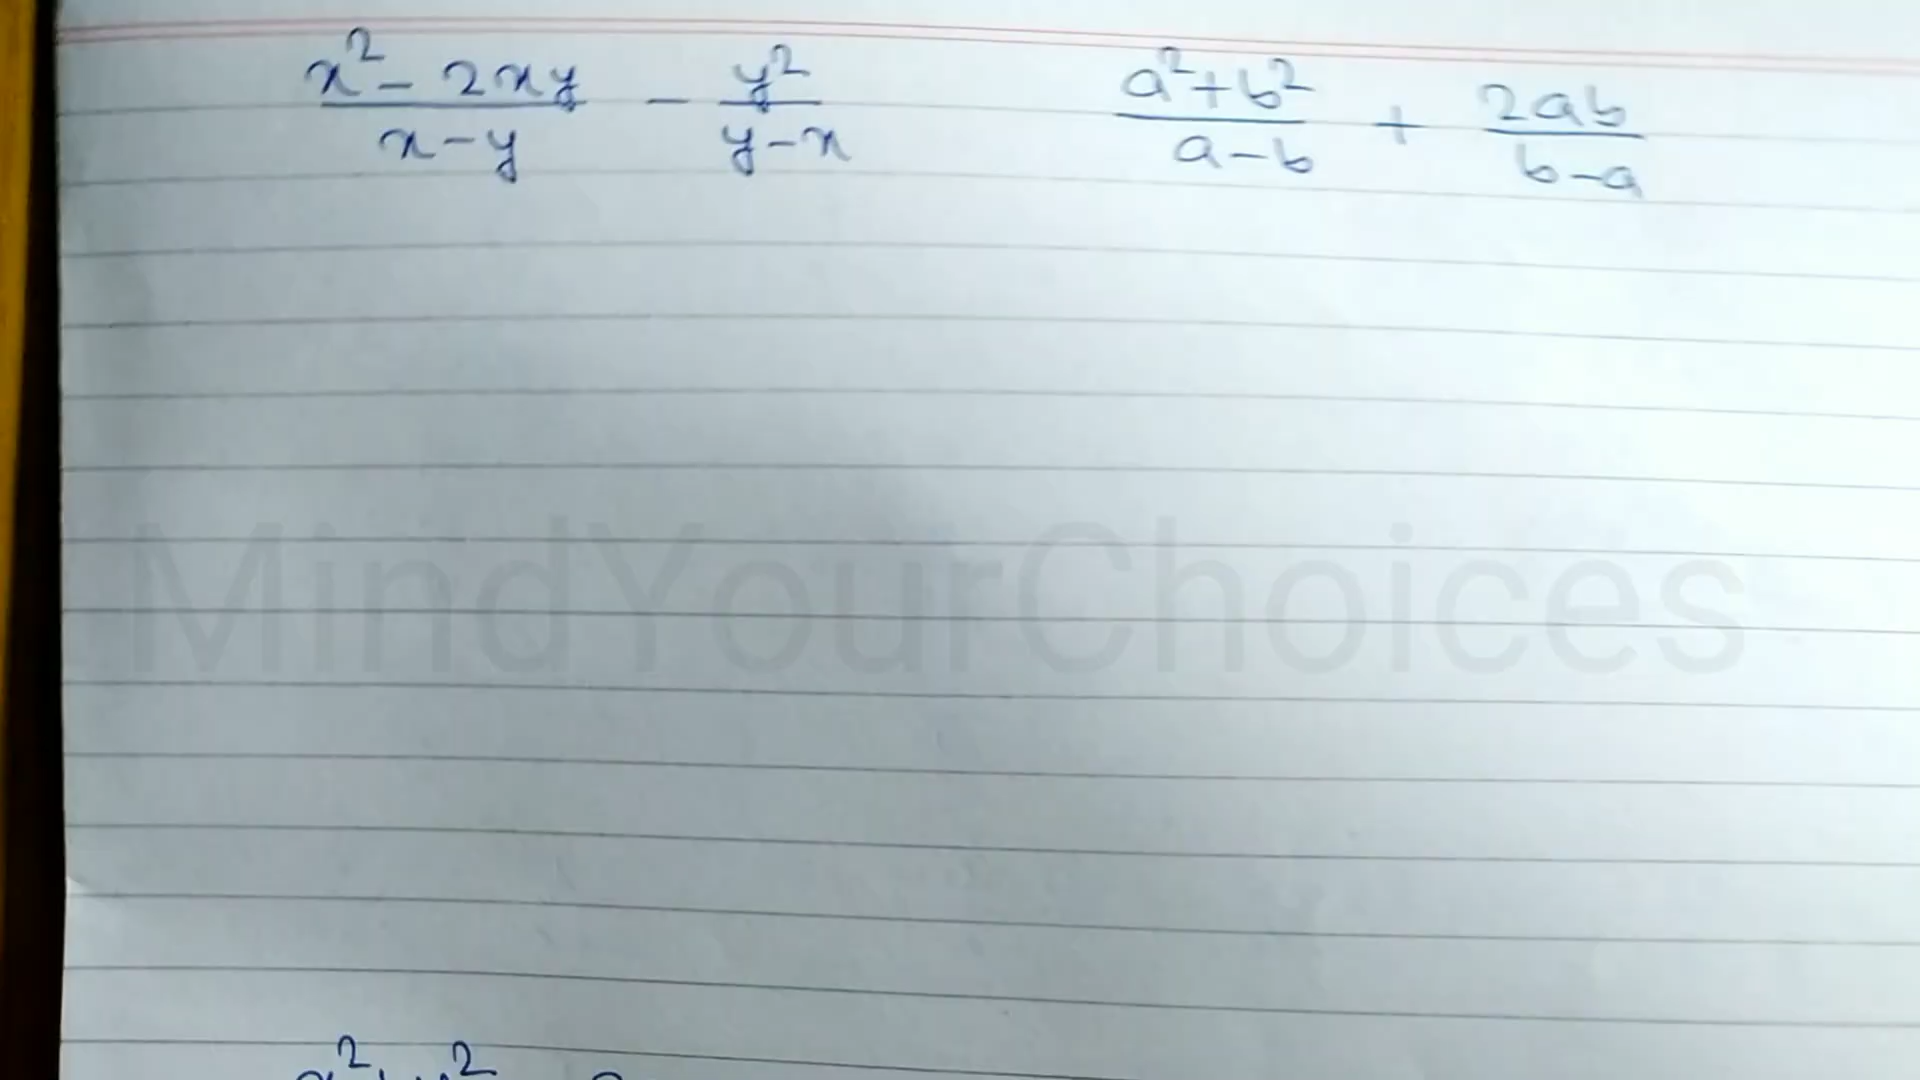 x² - 2xy / x - y - y² / y - x    a² + b² / a - b + 2ab / b - a
MindYourChoices